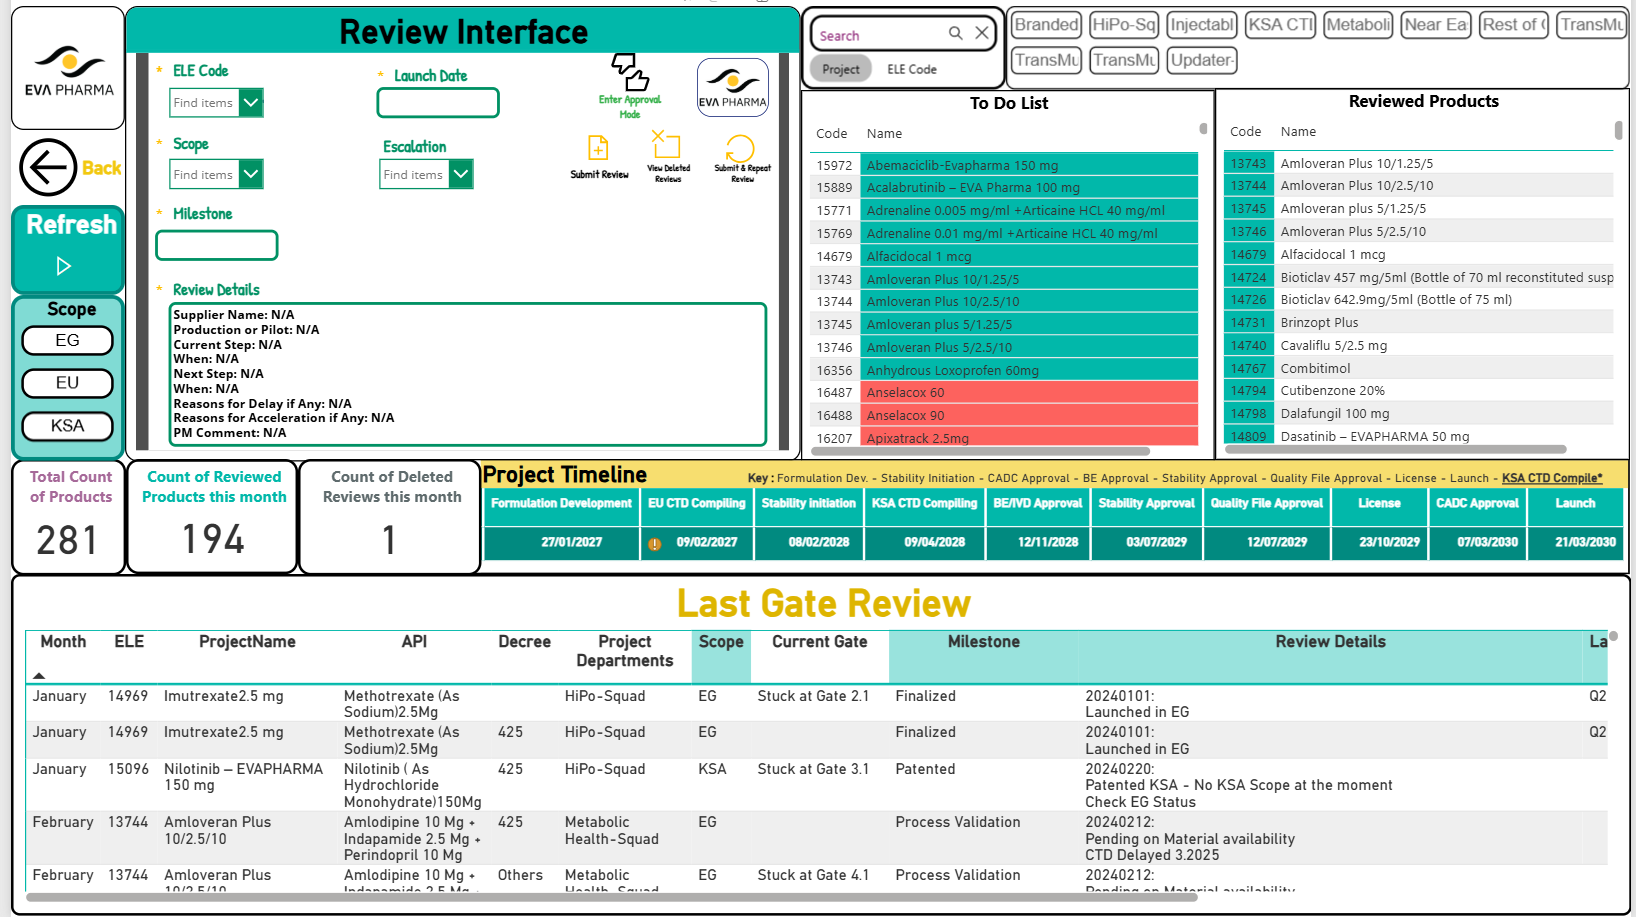 EVA PHARMA
Back
Refresh
Scope
EG
EU
KSA
Review Interface
* ELE Code
Find items
* Launch Date
Enter Approval
Mode
EVA PHARMA
* Scope
Find items
Escalation
Find items
Submit Review
View Deleted
Reviews
Submit & Repeat
Review
* Milestone
* Review Details
Supplier Name: N/A
Production or Pilot: N/A
Current Step: N/A
When: N/A
Next Step: N/A
When: N/A
Reasons for Delay if Any: N/A
Reasons for Acceleration if Any: N/A
PM Comment: N/A
Search
Project
ELE Code
Branded
HiPo-Sq
Injectabl
KSA CTI
Metaboli
Near Ea
Rest of
TransMu
TransMu
TransMu
Updater-
To Do List
Code Name
15972 Abemaciclib-Evapharma 150 mg
15889 Acalabrutinib – EVA Pharma 100 mg
15771 Adrenaline 0.005 mg/ml +Articaine HCL 40 mg/ml
15769 Adrenaline 0.01 mg/ml +Articaine HCL 40 mg/ml
14679 Alfacidocal 1 mcg
13743 Amloveran Plus 10/1.25/5
13744 Amloveran Plus 10/2.5/10
13745 Amloveran plus 5/1.25/5
13746 Amloveran Plus 5/2.5/10
16356 Anhydrous Loxoprofen 60mg
16487 Anselacox 60
16488 Anselacox 90
16207 Apixatrack 2.5mg
Reviewed Products
Code Name
13743 Amloveran Plus 10/1.25/5
13744 Amloveran Plus 10/2.5/10
13745 Amloveran plus 5/1.25/5
13746 Amloveran Plus 5/2.5/10
14679 Alfacidocal 1 mcg
14724 Bioticlav 457 mg/5ml (Bottle of 70 ml reconstituted susp
14726 Bioticlav 642.9mg/5ml (Bottle of 75 ml)
14731 Brinzopt Plus
14740 Cavaliflu 5/2.5 mg
14767 Combitimol
14794 Cutibenzone 20%
14798 Dalafungil 100 mg
14809 Dasatinib – EVAPHARMA 50 mg
Total Count
of Products
281
Count of Reviewed
Products this month
194
Count of Deleted
Reviews this month
1
Project Timeline
Key : Formulation Dev. - Stability Initiation - CADC Approval - BE Approval - Stability Approval - Quality File Approval - License - Launch - KSA CTD Compile*
Formulation Development EU CTD Compiling Stability Initiation KSA CTD Compiling BE/IVD Approval Stability Approval Quality File Approval License CADC Approval Launch
27/01/2027 09/02/2027 08/02/2028 09/04/2028 12/11/2028 03/07/2029 12/07/2029 23/10/2029 07/03/2030 21/03/2030
Last Gate Review
Month ELE ProjectName API Decree Project Scope Current Gate Milestone Review Details La
Departments
January 14969 Imutrexate2.5 mg Methotrexate (As HiPo-Squad EG Stuck at Gate 2.1 Finalized 20240101: Q2
Sodium)2.5Mg Launched in EG
January 14969 Imutrexate2.5 mg Methotrexate (As 425 HiPo-Squad EG Finalized 20240101: Q2
Sodium)2.5Mg Launched in EG
January 15096 Nilotinib – EVAPHARMA Nilotinib ( As 425 HiPo-Squad KSA Stuck at Gate 3.1 Patented 20240220:
150 mg Hydrochloride Patented KSA - No KSA Scope at the moment
Monohydrate)150Mg Check EG Status
February 13744 Amloveran Plus Amlodipine 10 Mg + 425 Metabolic EG Process Validation 20240212:
10/2.5/10 Indapamide 2.5 Mg + Health-Squad Pending on Material availability
Perindopril 10 Mg CTD Delayed 3.2025
February 13744 Amloveran Plus Amlodipine 10 Mg + Others Metabolic EG Stuck at Gate 4.1 Process Validation 20240212:
10/2.5/10 Indapamide 2.5 Mg + Health-Squad Pending on Material availability